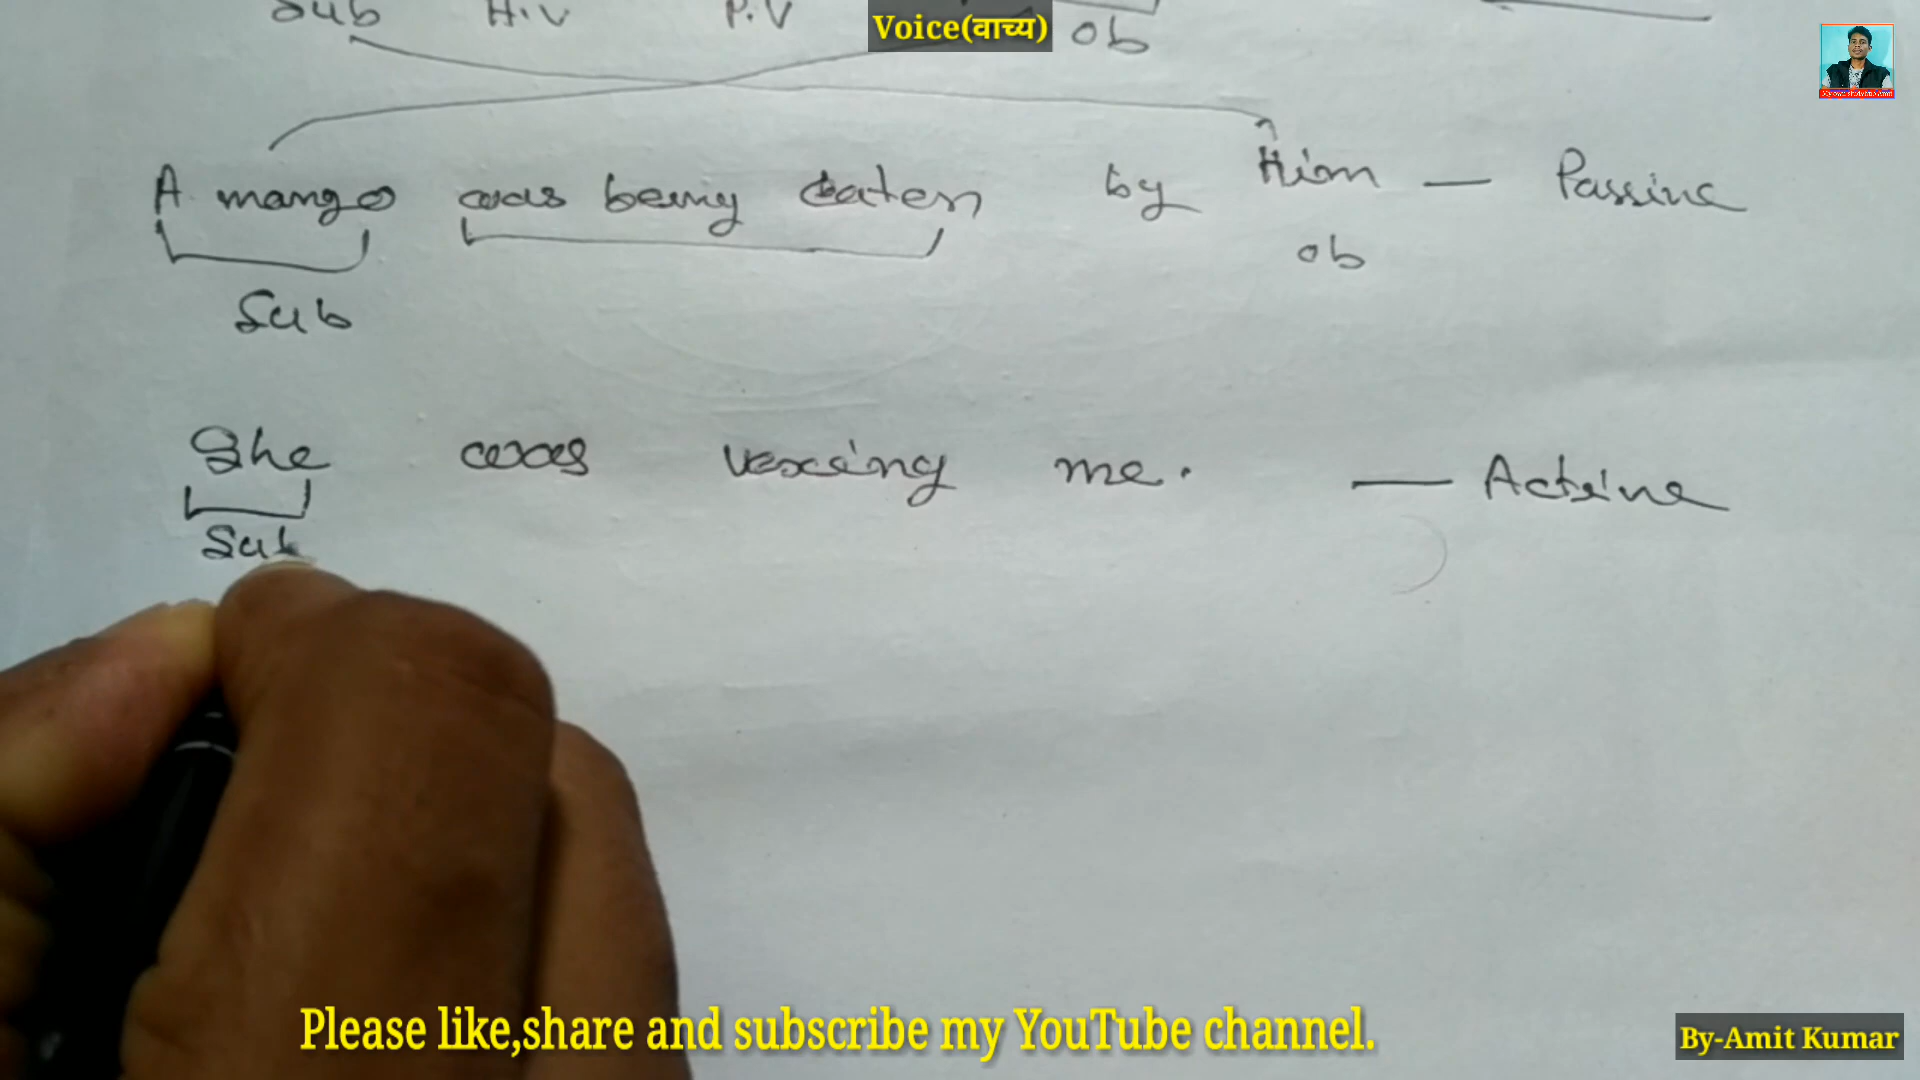 Sub H.V P.V ob
Voice(वाच्य)
A mango was being eaten by Him — Passive
ob
Sub
She was vexing me. — Active
Sub
Please like,share and subscribe my YouTube channel.
By-Amit Kumar